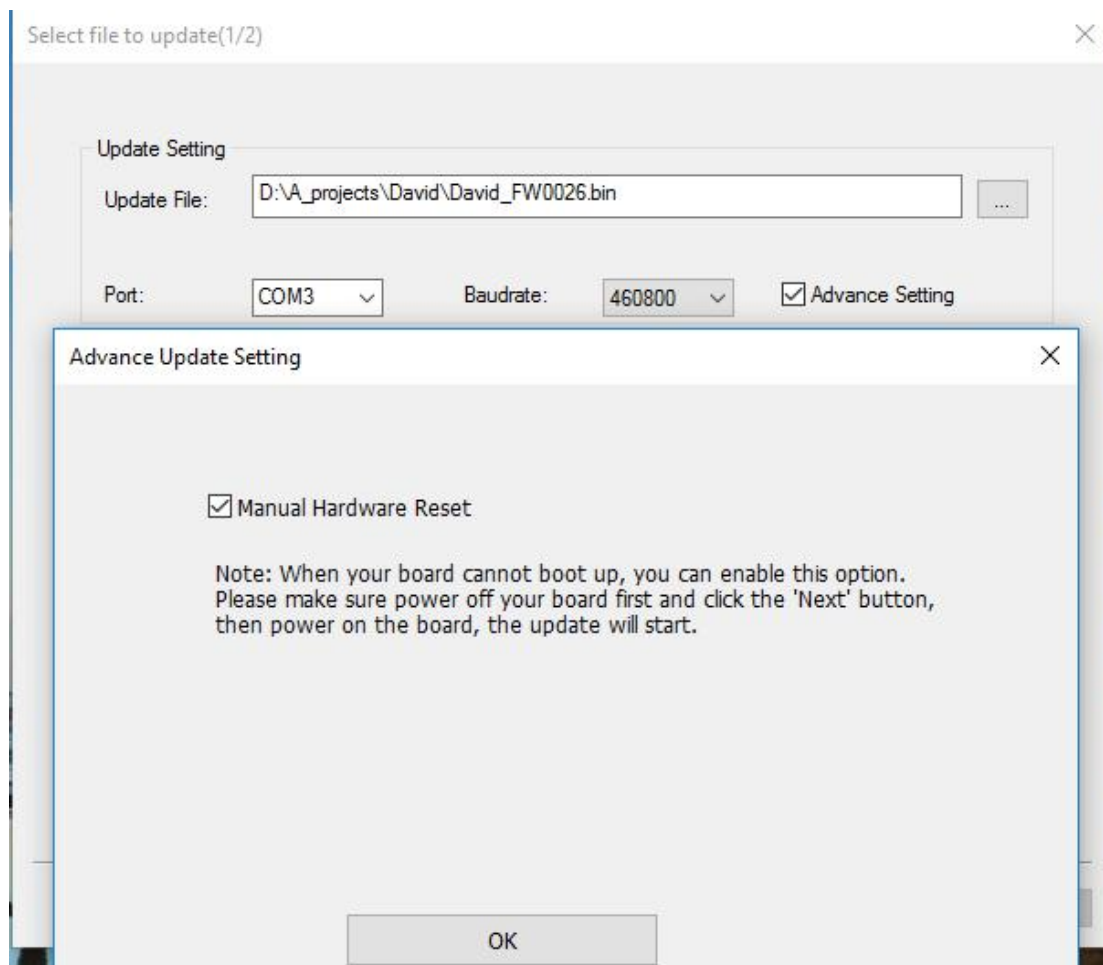 Select file to update(1/2)
Update Setting
Update File: D:\A_projects\David\David_FW0026.bin ...
Port: COM3 Baudrate: 460800 Advance Setting
Advance Update Setting
Manual Hardware Reset
Note: When your board cannot boot up, you can enable this option.
Please make sure power off your board first and click the 'Next' button,
then power on the board, the update will start.
OK